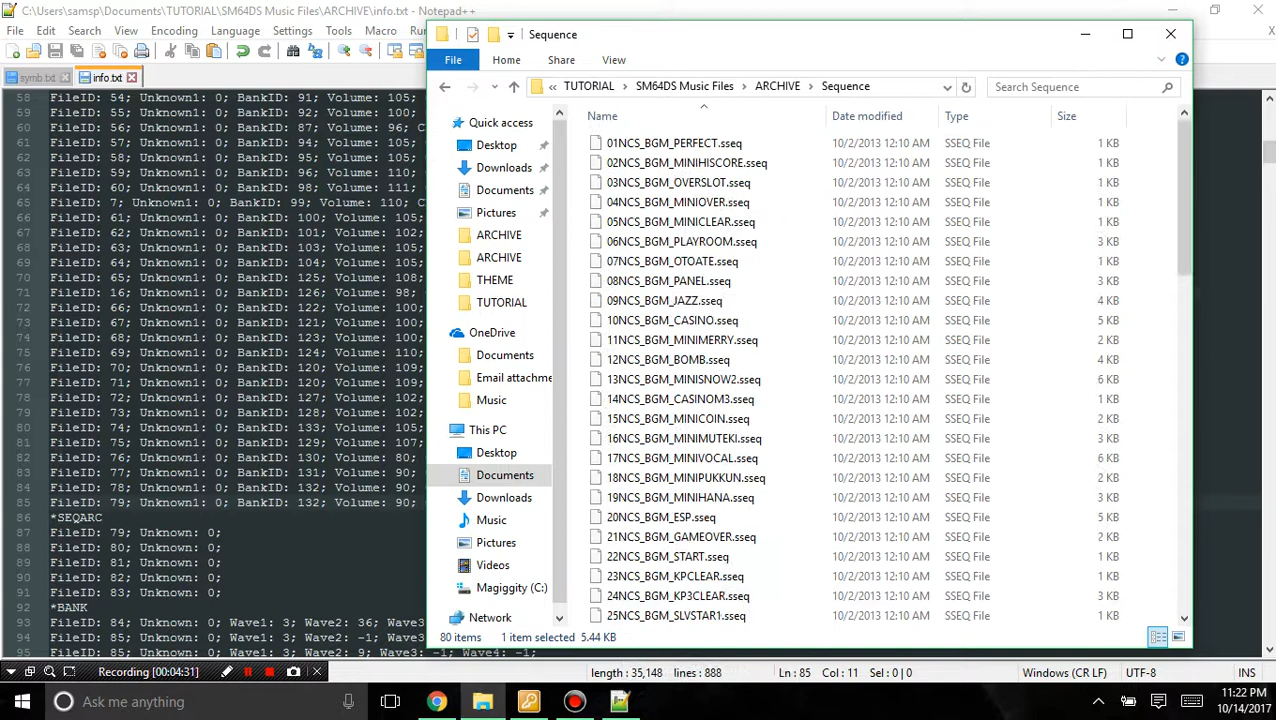 C:\Users\samsp\Documents\TUTORIAL\SM64DS Music Files\ARCHIVE\info.txt - Notepad++
File Edit Search View Encoding Language Settings Tools Macro
symb.txt info.txt
58 FileID: 54; Unknown1: 0; BankID: 91; Volume: 105;
59 FileID: 55; Unknown1: 0; BankID: 92; Volume: 100;
60 FileID: 56; Unknown1: 0; BankID: 87; Volume: 96; C
61 FileID: 57; Unknown1: 0; BankID: 94; Volume: 105;
62 FileID: 58; Unknown1: 0; BankID: 95; Volume: 105;
63 FileID: 59; Unknown1: 0; BankID: 96; Volume: 110;
64 FileID: 60; Unknown1: 0; BankID: 98; Volume: 111;
65 FileID: 7; Unknown1: 0; BankID: 99; Volume: 110; C
66 FileID: 61; Unknown1: 0; BankID: 100; Volume: 105;
67 FileID: 62; Unknown1: 0; BankID: 101; Volume: 102;
68 FileID: 63; Unknown1: 0; BankID: 103; Volume: 105;
69 FileID: 64; Unknown1: 0; BankID: 104; Volume: 105;
70 FileID: 65; Unknown1: 0; BankID: 125; Volume: 108;
71 FileID: 16; Unknown1: 0; BankID: 126; Volume: 98;
72 FileID: 66; Unknown1: 0; BankID: 122; Volume: 100;
73 FileID: 67; Unknown1: 0; BankID: 121; Volume: 100;
74 FileID: 68; Unknown1: 0; BankID: 123; Volume: 100;
75 FileID: 69; Unknown1: 0; BankID: 124; Volume: 110;
76 FileID: 70; Unknown1: 0; BankID: 120; Volume: 109;
77 FileID: 71; Unknown1: 0; BankID: 120; Volume: 109;
78 FileID: 72; Unknown1: 0; BankID: 127; Volume: 102;
79 FileID: 73; Unknown1: 0; BankID: 128; Volume: 102;
80 FileID: 74; Unknown1: 0; BankID: 133; Volume: 105;
81 FileID: 75; Unknown1: 0; BankID: 129; Volume: 107;
82 FileID: 76; Unknown1: 0; BankID: 130; Volume: 80;
83 FileID: 77; Unknown1: 0; BankID: 131; Volume: 90;
84 FileID: 78; Unknown1: 0; BankID: 132; Volume: 90;
85 FileID: 79; Unknown1: 0; BankID: 132; Volume: 90;
86 *SEQARC
87 FileID: 79; Unknown: 0;
88 FileID: 80; Unknown: 0;
89 FileID: 81; Unknown: 0;
90 FileID: 82; Unknown: 0;
91 FileID: 83; Unknown: 0;
92 *BANK
93 FileID: 84; Unknown: 0; Wave1: 3; Wave2: 36; Wave3
94 FileID: 85; Unknown: 0; Wave1: 3; Wave2: -1; Wave3
95 FileID: 86; Unknown: 0; Wave1: 3; Wave2: 9; Wave3: -1; Wave4: -1;
Sequence
File Home Share View
« TUTORIAL › SM64DS Music Files › ARCHIVE › Sequence
Search Sequence
Quick access
Desktop
Downloads
Documents
Pictures
ARCHIVE
ARCHIVE
THEME
TUTORIAL
OneDrive
Documents
Email attachme
Music
This PC
Desktop
Documents
Downloads
Music
Pictures
Videos
Magiggity (C:)
Network
Name Date modified Type Size
01NCS_BGM_PERFECT.sseq 10/2/2013 12:10 AM SSEQ File 1 KB
02NCS_BGM_MINIHISCORE.sseq 10/2/2013 12:10 AM SSEQ File 1 KB
03NCS_BGM_OVERSLOT.sseq 10/2/2013 12:10 AM SSEQ File 1 KB
04NCS_BGM_MINIOVER.sseq 10/2/2013 12:10 AM SSEQ File 1 KB
05NCS_BGM_MINICLEAR.sseq 10/2/2013 12:10 AM SSEQ File 1 KB
06NCS_BGM_PLAYROOM.sseq 10/2/2013 12:10 AM SSEQ File 3 KB
07NCS_BGM_OTOATE.sseq 10/2/2013 12:10 AM SSEQ File 1 KB
08NCS_BGM_PANEL.sseq 10/2/2013 12:10 AM SSEQ File 3 KB
09NCS_BGM_JAZZ.sseq 10/2/2013 12:10 AM SSEQ File 4 KB
10NCS_BGM_CASINO.sseq 10/2/2013 12:10 AM SSEQ File 5 KB
11NCS_BGM_MINIMERRY.sseq 10/2/2013 12:10 AM SSEQ File 2 KB
12NCS_BGM_BOMB.sseq 10/2/2013 12:10 AM SSEQ File 4 KB
13NCS_BGM_MINISNOW2.sseq 10/2/2013 12:10 AM SSEQ File 6 KB
14NCS_BGM_CASINOM3.sseq 10/2/2013 12:10 AM SSEQ File 1 KB
15NCS_BGM_MINICOIN.sseq 10/2/2013 12:10 AM SSEQ File 2 KB
16NCS_BGM_MINIMUTEKI.sseq 10/2/2013 12:10 AM SSEQ File 3 KB
17NCS_BGM_MINIVOCAL.sseq 10/2/2013 12:10 AM SSEQ File 6 KB
18NCS_BGM_MINIPUKKUN.sseq 10/2/2013 12:10 AM SSEQ File 2 KB
19NCS_BGM_MINIHANA.sseq 10/2/2013 12:10 AM SSEQ File 3 KB
20NCS_BGM_ESP.sseq 10/2/2013 12:10 AM SSEQ File 5 KB
21NCS_BGM_GAMEOVER.sseq 10/2/2013 12:10 AM SSEQ File 2 KB
22NCS_BGM_START.sseq 10/2/2013 12:10 AM SSEQ File 1 KB
23NCS_BGM_KPCLEAR.sseq 10/2/2013 12:10 AM SSEQ File 1 KB
24NCS_BGM_KP3CLEAR.sseq 10/2/2013 12:10 AM SSEQ File 3 KB
25NCS_BGM_SLVSTAR1.sseq 10/2/2013 12:10 AM SSEQ File 1 KB
80 items 1 item selected 5.44 KB
Recording [00:04:31]
length : 35,148 lines : 888 Ln : 85 Col : 11 Sel : 0 | 0 Windows (CR LF) UTF-8 INS
Ask me anything
11:22 PM
10/14/2017